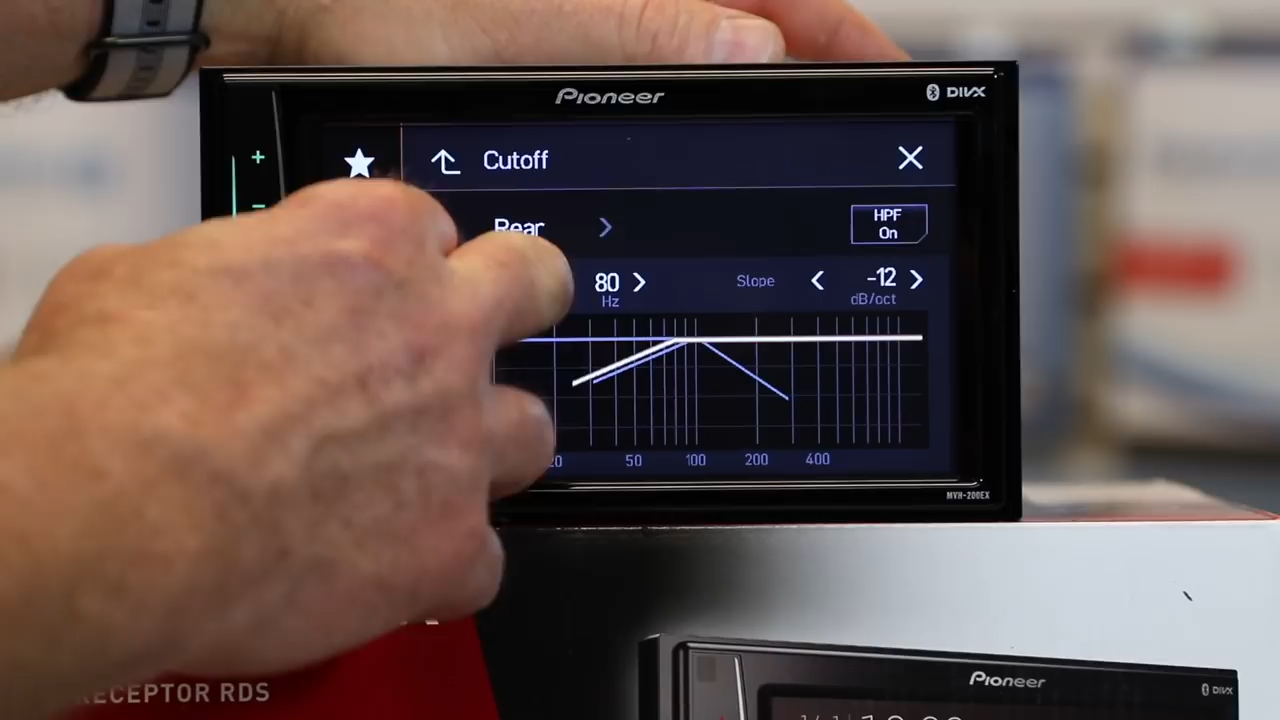 Pioneer
DIVX
+
−
Cutoff
Rear
HPF
On
80
Hz
Slope
-12
dB/oct
50
100
200
400
MVH-200EX
RECEPTOR RDS
Pioneer
DIVX